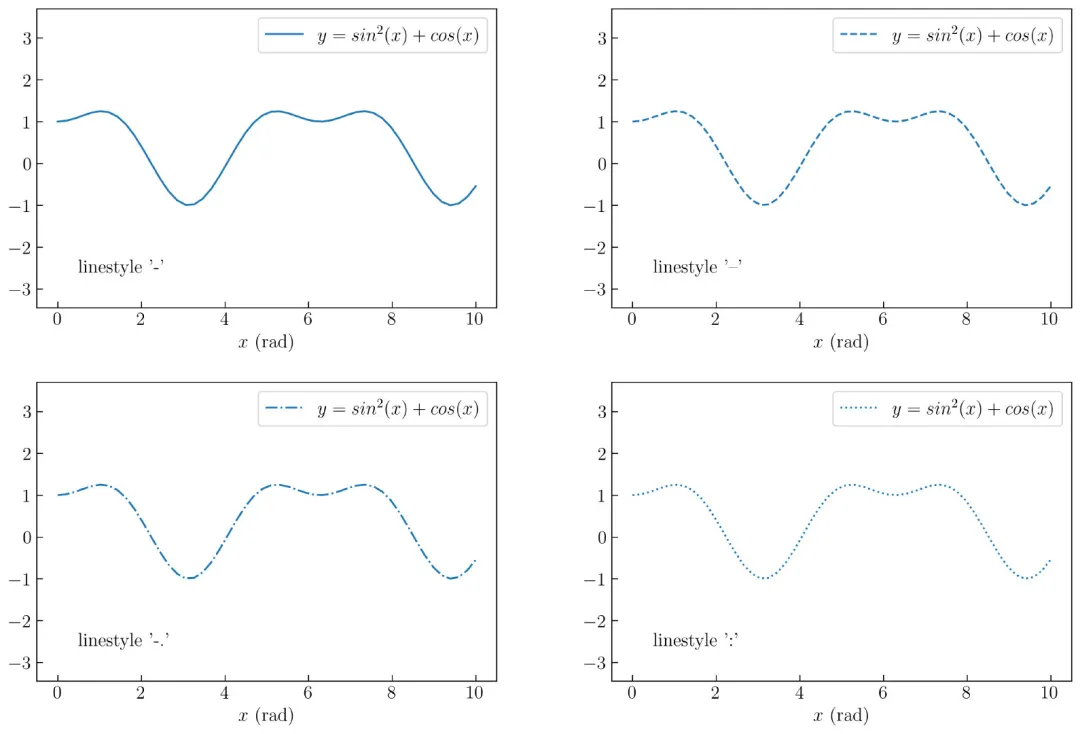 y = sin²(x) + cos(x)
3
2
1
0
−1
−2
−3
linestyle '-'
0 2 4 6 8 10
x (rad)
y = sin²(x) + cos(x)
3
2
1
0
−1
−2
−3
linestyle '–'
0 2 4 6 8 10
x (rad)
y = sin²(x) + cos(x)
3
2
1
0
−1
−2
−3
linestyle '-.'
0 2 4 6 8 10
x (rad)
y = sin²(x) + cos(x)
3
2
1
0
−1
−2
−3
linestyle ':'
0 2 4 6 8 10
x (rad)